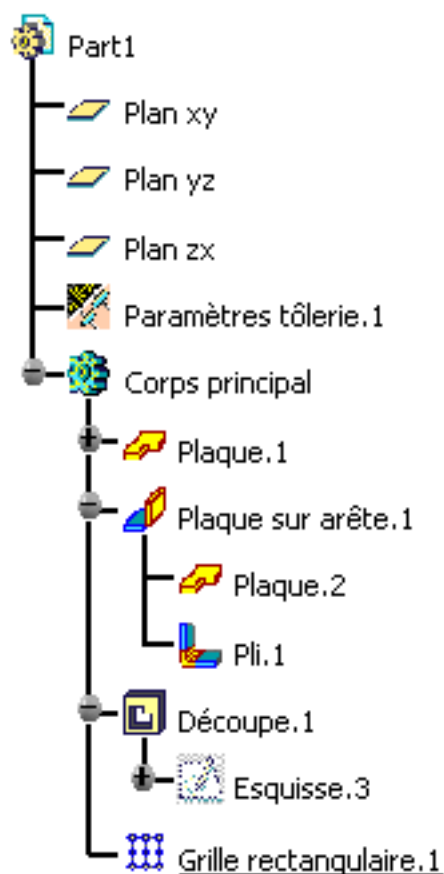 Part1
Plan xy
Plan yz
Plan zx
Paramètres tôlerie.1
Corps principal
Plaque.1
Plaque sur arête.1
Plaque.2
Pli.1
Découpe.1
Esquisse.3
Grille rectangulaire.1